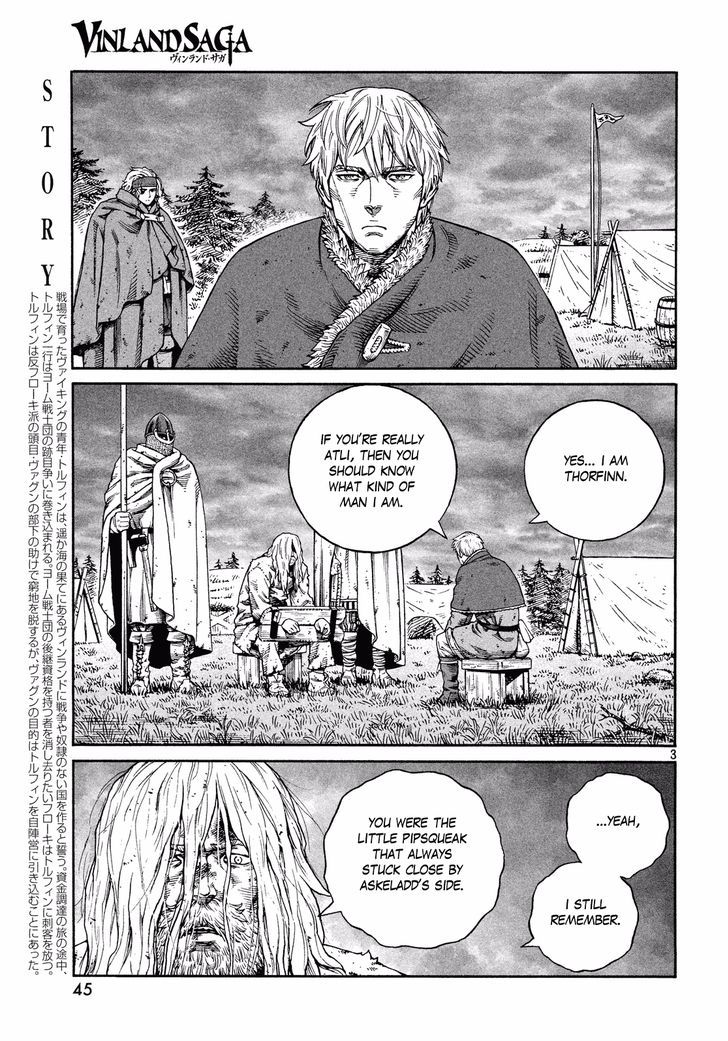 VINLAND SAGA
ヴィンランド・サガ
STORY
戦場で育ったヴァイキングの青年・トルフィンは、遥か海の果てにあるヴィンランドに戦争や奴隷のない国を作ると誓う。資金調達の旅の途中、
トルフィン一行はヨーム戦士団の跡目争いに巻き込まれる。ヨーム戦士団の後継資格を持つ者を消し去りたいフローキはトルフィンに刺客を放つ。
トルフィンは反フローキ派の頭目・ヴァグンの部下の助けで窮地を脱するが、ヴァグンの目的はトルフィンを自陣営に引き込むことにあった。
YES... I AM
THORFINN.
IF YOU'RE REALLY
ATLI, THEN YOU
SHOULD KNOW
WHAT KIND OF
MAN I AM.
3
...YEAH,
I STILL
REMEMBER.
YOU WERE THE
LITTLE PIPSQUEAK
THAT ALWAYS
STUCK CLOSE BY
ASKELADD'S SIDE.
45